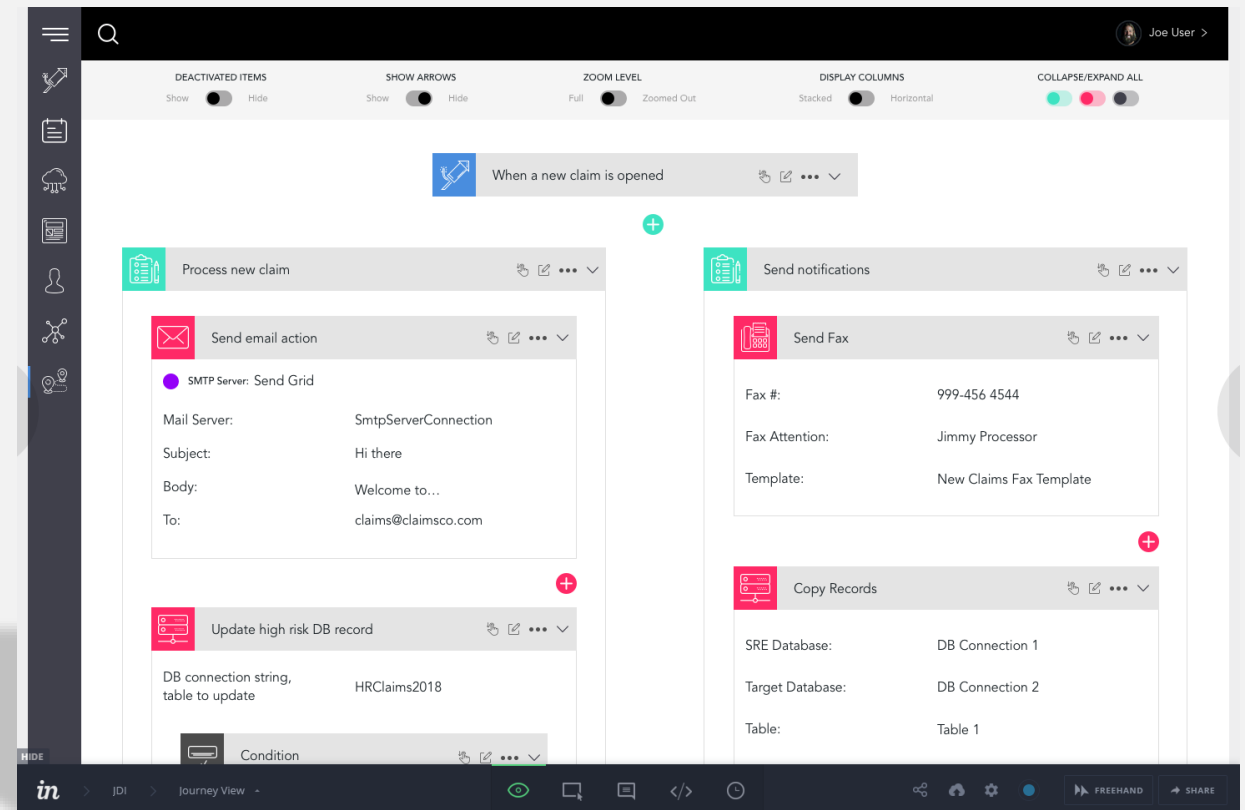 Joe User >
DEACTIVATED ITEMS
Show Hide
SHOW ARROWS
Show Hide
ZOOM LEVEL
Full Zoomed Out
DISPLAY COLUMNS
Stacked Horizontal
COLLAPSE/EXPAND ALL
When a new claim is opened
Process new claim
Send email action
SMTP Server: Send Grid
Mail Server: SmtpServerConnection
Subject: Hi there
Body: Welcome to…
To: claims@claimsco.com
Update high risk DB record
DB connection string,
table to update
HRClaims2018
Condition
Send notifications
Send Fax
Fax #: 999-456 4544
Fax Attention: Jimmy Processor
Template: New Claims Fax Template
Copy Records
SRE Database: DB Connection 1
Target Database: DB Connection 2
Table: Table 1
HIDE
in > JDI > Journey View
FREEHAND
SHARE